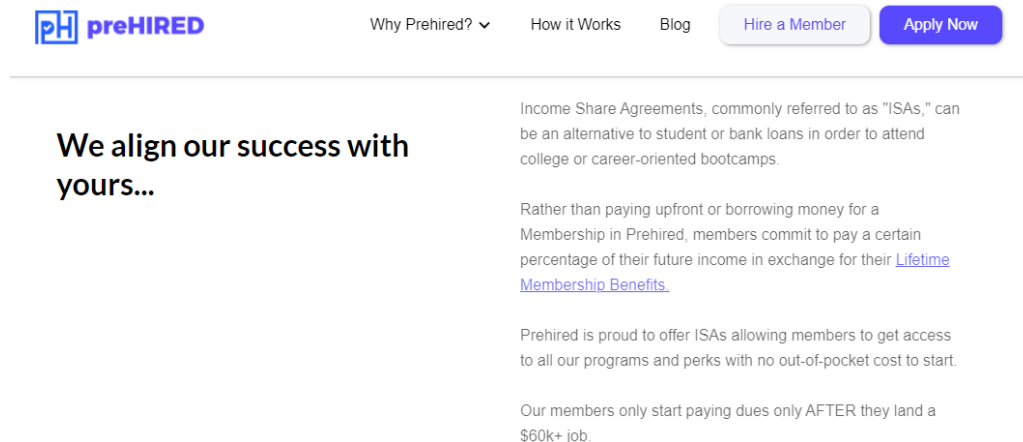 pH preHIRED
Why Prehired?
How it Works
Blog
Hire a Member
Apply Now
We align our success with
yours...
Income Share Agreements, commonly referred to as "ISAs," can
be an alternative to student or bank loans in order to attend
college or career-oriented bootcamps.
Rather than paying upfront or borrowing money for a
Membership in Prehired, members commit to pay a certain
percentage of their future income in exchange for their Lifetime
Membership Benefits.
Prehired is proud to offer ISAs allowing members to get access
to all our programs and perks with no out-of-pocket cost to start.
Our members only start paying dues only AFTER they land a
$60k+ job.